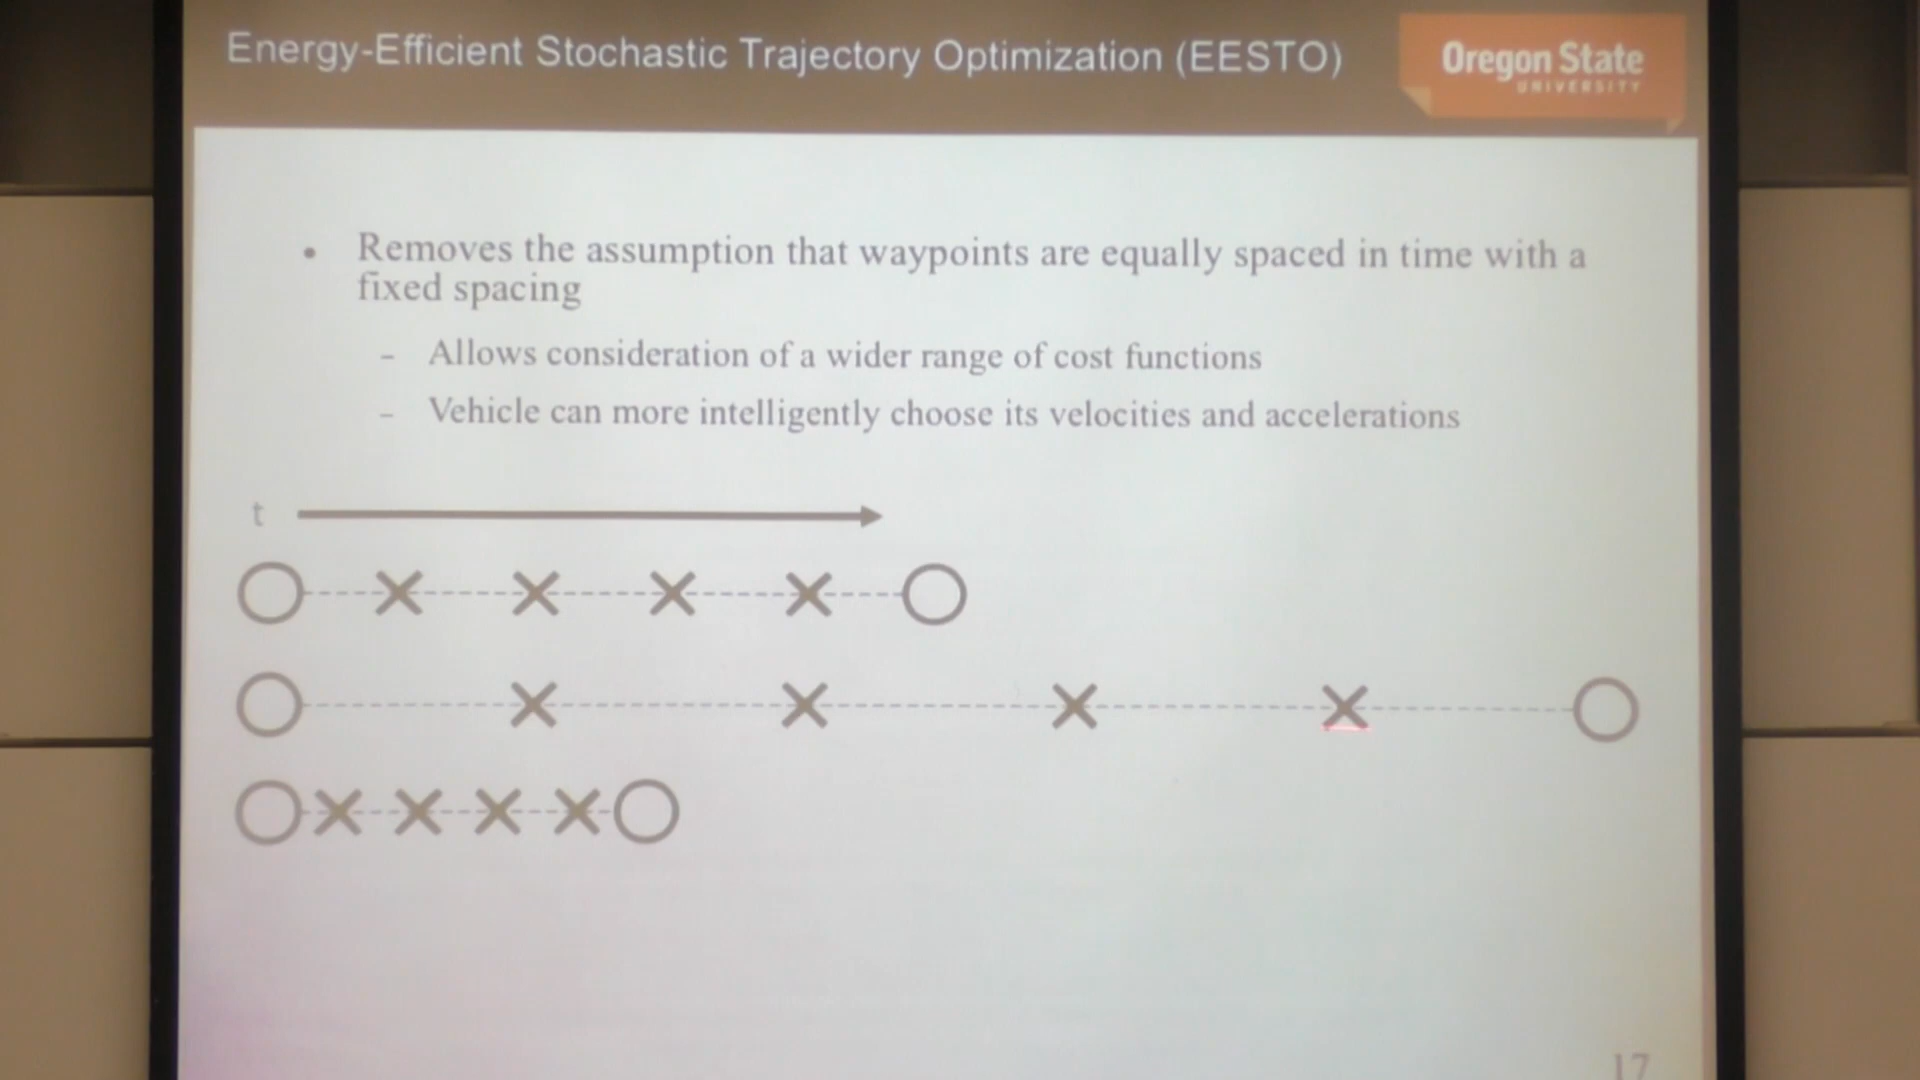 Energy-Efficient Stochastic Trajectory Optimization (EESTO)
Oregon State
UNIVERSITY
• Removes the assumption that waypoints are equally spaced in time with a
fixed spacing
- Allows consideration of a wider range of cost functions
- Vehicle can more intelligently choose its velocities and accelerations
t
17